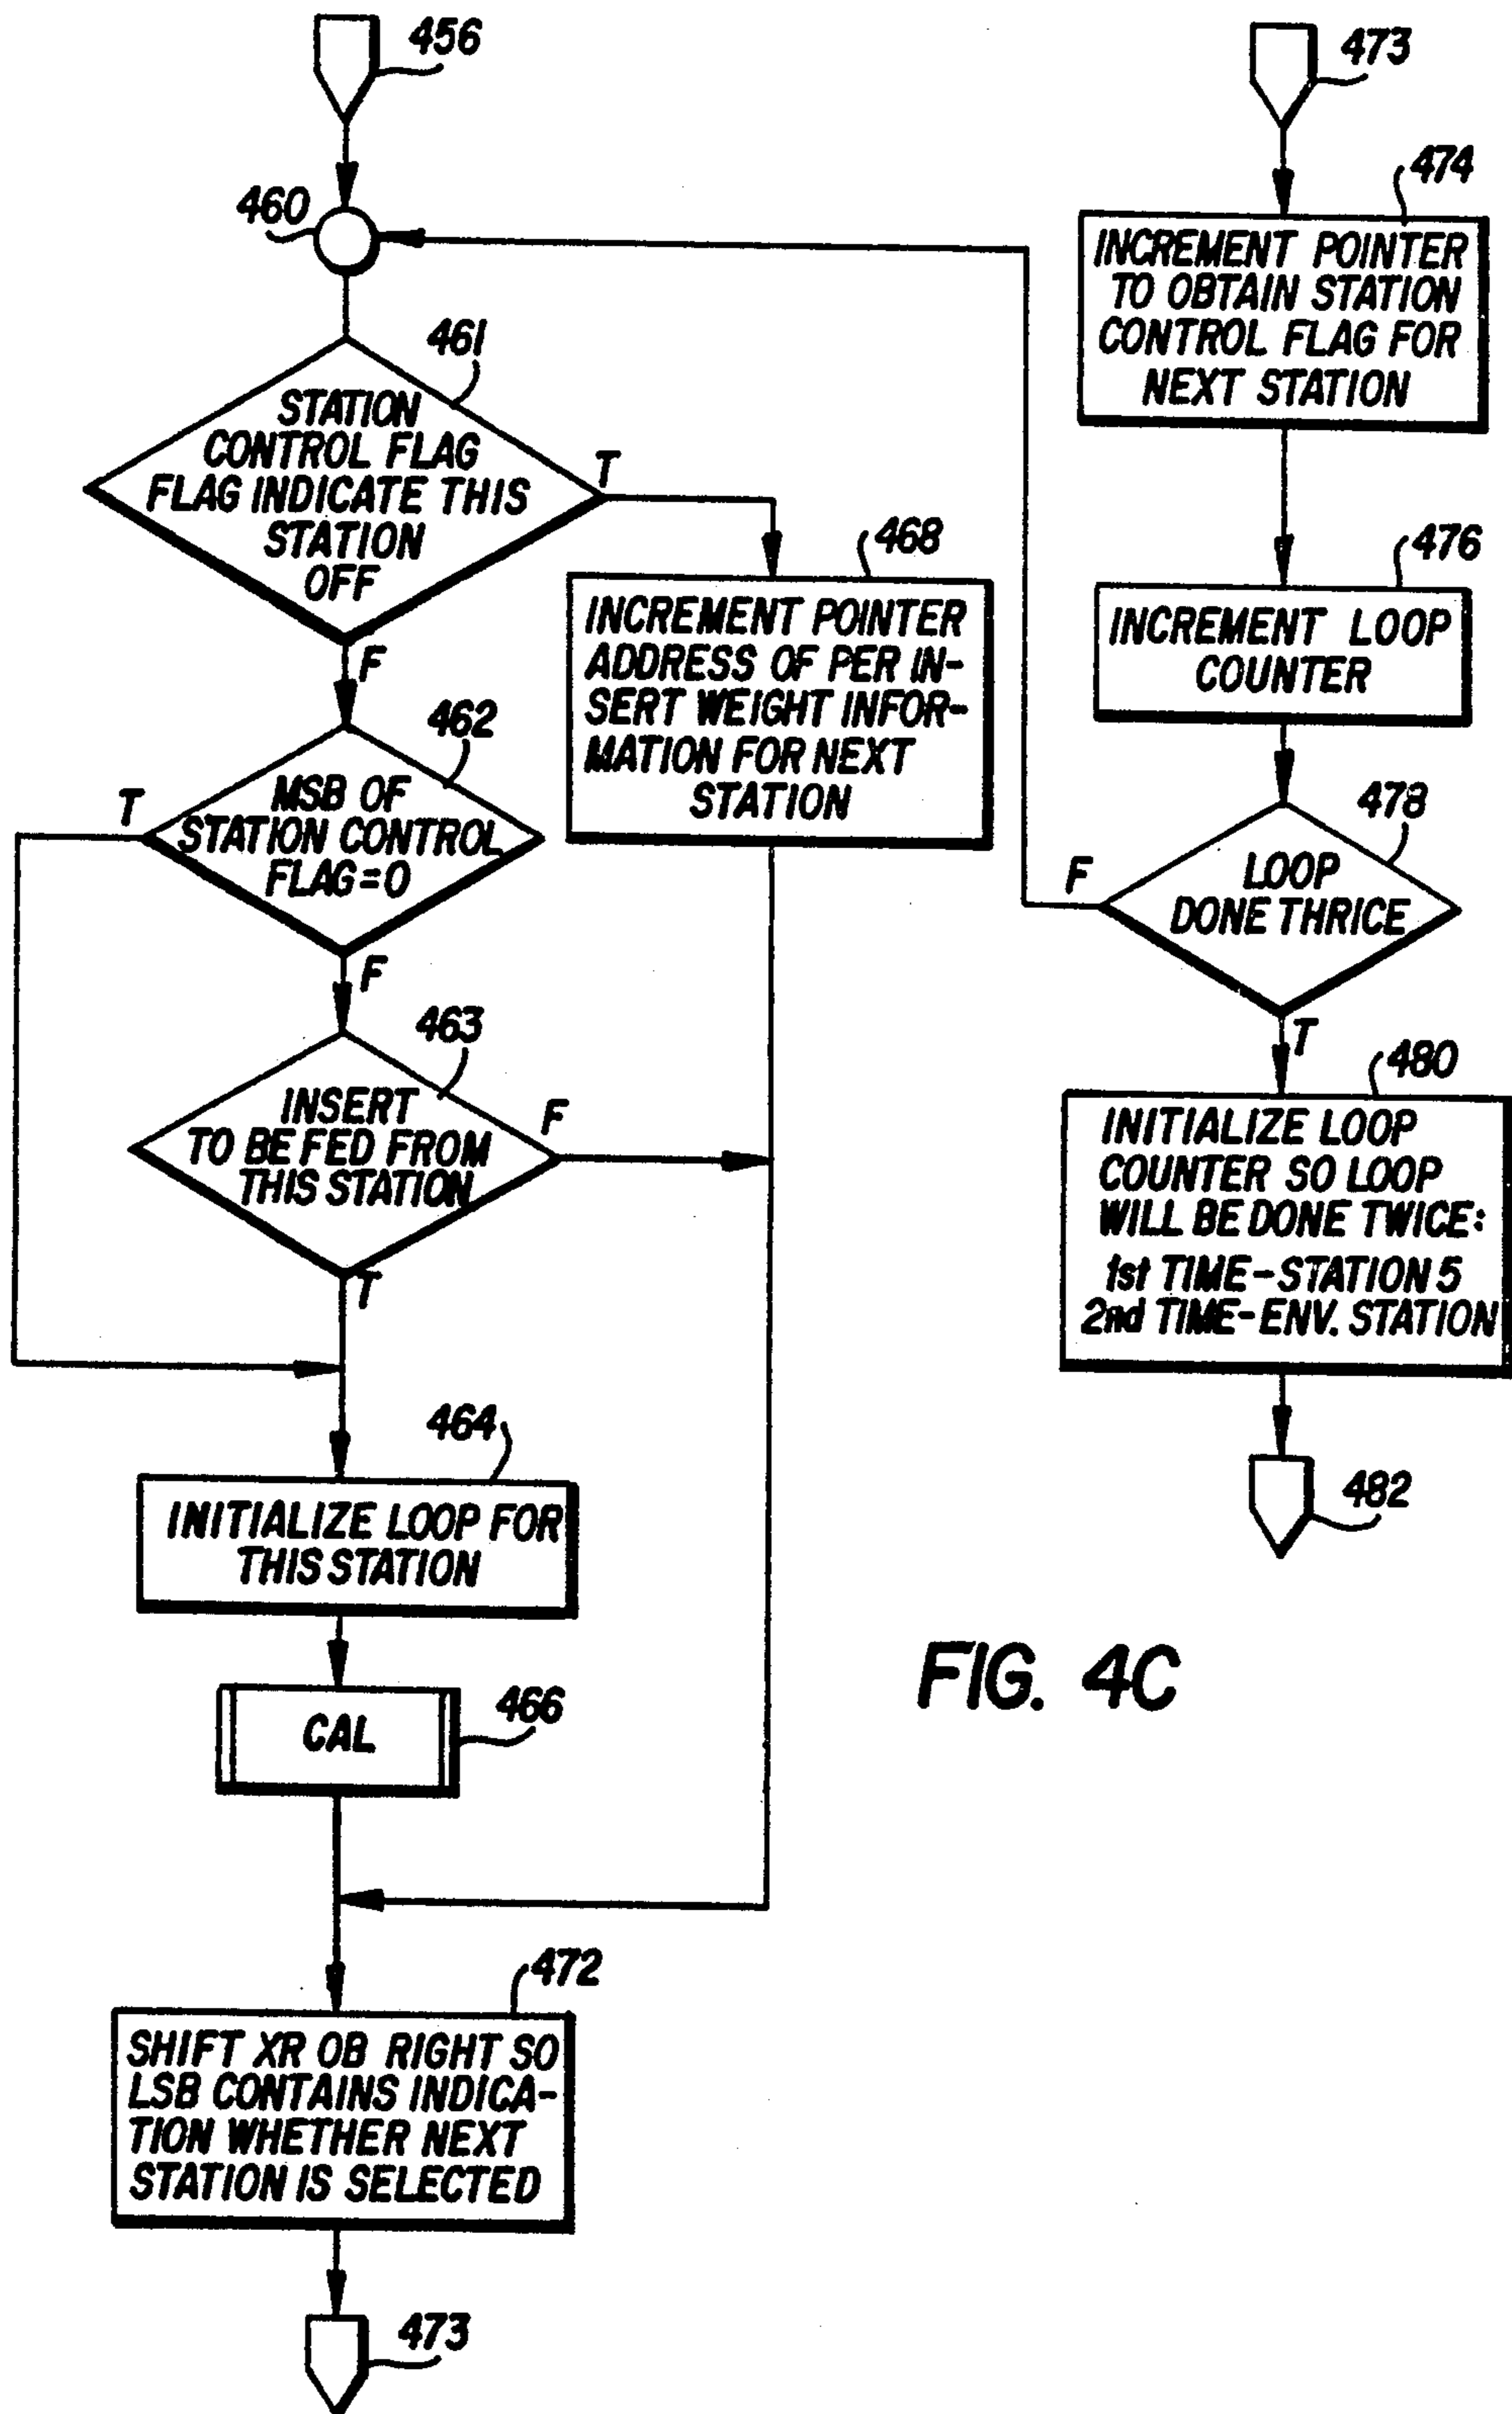 456
460
461
STATION
CONTROL FLAG
FLAG INDICATE THIS
STATION
OFF
T
F
468
INCREMENT POINTER
ADDRESS OF PER IN-
SERT WEIGHT INFOR-
MATION FOR NEXT
STATION
462
MSB OF
STATION CONTROL
FLAG=0
T
F
463
INSERT
TO BE FED FROM
THIS STATION
F
T
464
INITIALIZE LOOP FOR
THIS STATION
CAL
466
472
SHIFT XR OB RIGHT SO
LSB CONTAINS INDICA-
TION WHETHER NEXT
STATION IS SELECTED
473
473
474
INCREMENT POINTER
TO OBTAIN STATION
CONTROL FLAG FOR
NEXT STATION
476
INCREMENT LOOP
COUNTER
478
LOOP
DONE THRICE
F
T
480
INITIALIZE LOOP
COUNTER SO LOOP
WILL BE DONE TWICE:
1st TIME-STATION 5
2nd TIME-ENV. STATION
482
FIG. 4C